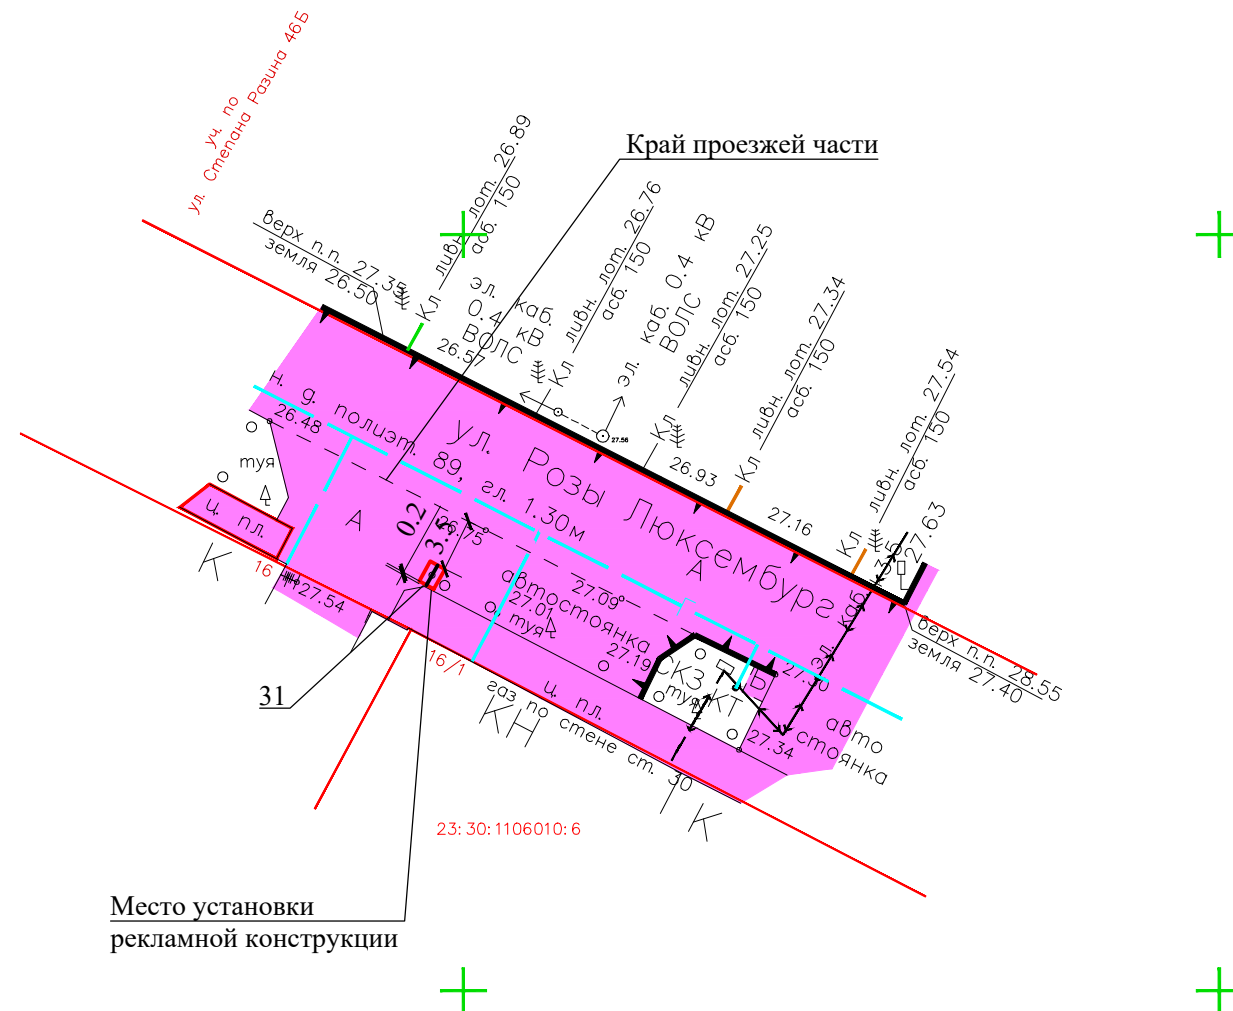 уч. по
ул. Степана Разина 46Б
Край проезжей части
верх п.п. 27.35
земля 26.50
Кл ливн. лот. 26.89
асб. 150
эл. каб.
0.4 кВ
ВОЛС
Кл ливн. лот. 26.76
асб. 150
эл. каб. 0.4 кВ
ВОЛС
Кл ливн. лот. 27.25
асб. 150
Кл ливн. лот. 27.34
асб. 150
Кл ливн. лот. 27.54
асб. 150
26.57
27.56
26.93
27.16
27.63
н. д. полиэт. 89, гл. 1.30м
26.48
туя
ул. Розы Люксембург
ц. пл.
А
0.2
3.5
26.75
А
К
16
27.54
автостоянка
27.09
27.01
туя
27.19
СКЗ
КТ
П
Б
туя
27.30
27.34
эл. каб.
верх п.п. 28.55
земля 27.40
авто
стоянка
16/1
ц. пл.
газ по стене ст. 30
КН
К
31
23:30:1106010:6
Место установки
рекламной конструкции